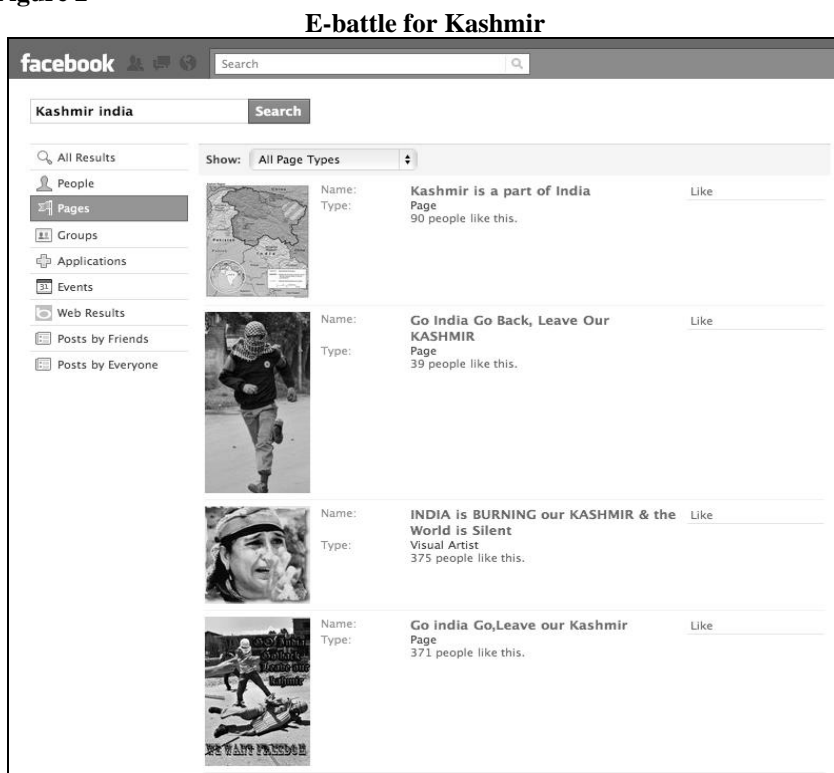 E-battle for Kashmir
facebook
Search
Kashmir india
Search
All Results
People
Pages
Groups
Applications
Events
Web Results
Posts by Friends
Posts by Everyone
Show: All Page Types
Name: Kashmir is a part of India Like
Type: Page
90 people like this.
Name: Go India Go Back, Leave Our
KASHMIR Like
Type: Page
39 people like this.
Name: INDIA is BURNING our KASHMIR & the
World is Silent Like
Type: Visual Artist
375 people like this.
Name: Go india Go,Leave our Kashmir Like
Type: Page
371 people like this.
Leave our
Kashmir
WE WANT FREEDOM